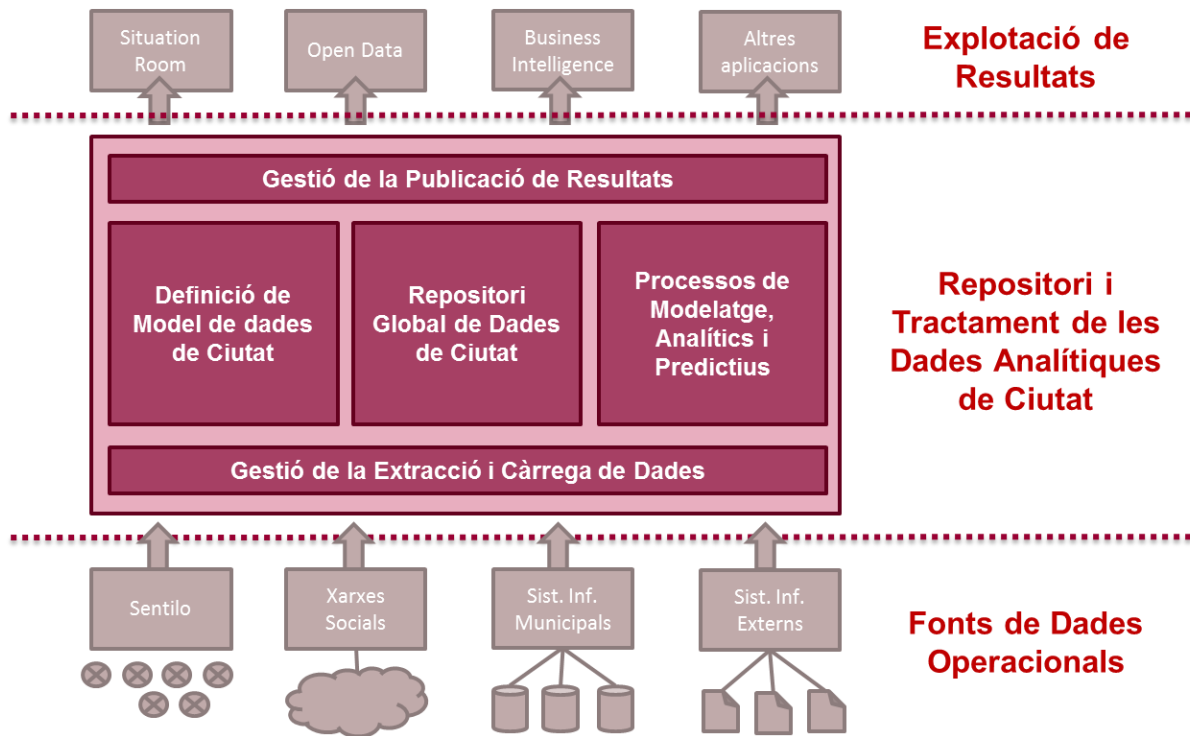 Situation
Room
Open Data
Business
Intelligence
Altres
aplicacions
Explotació de
Resultats
Gestió de la Publicació de Resultats
Definició de
Model de dades
de Ciutat
Repositori
Global de Dades
de Ciutat
Processos de
Modelatge,
Analítics i
Predictius
Repositori i
Tractament de les
Dades Analítiques
de Ciutat
Gestió de la Extracció i Càrrega de Dades
Sentilo
Xarxes
Socials
Sist. Inf.
Municipals
Sist. Inf.
Externs
Fonts de Dades
Operacionals